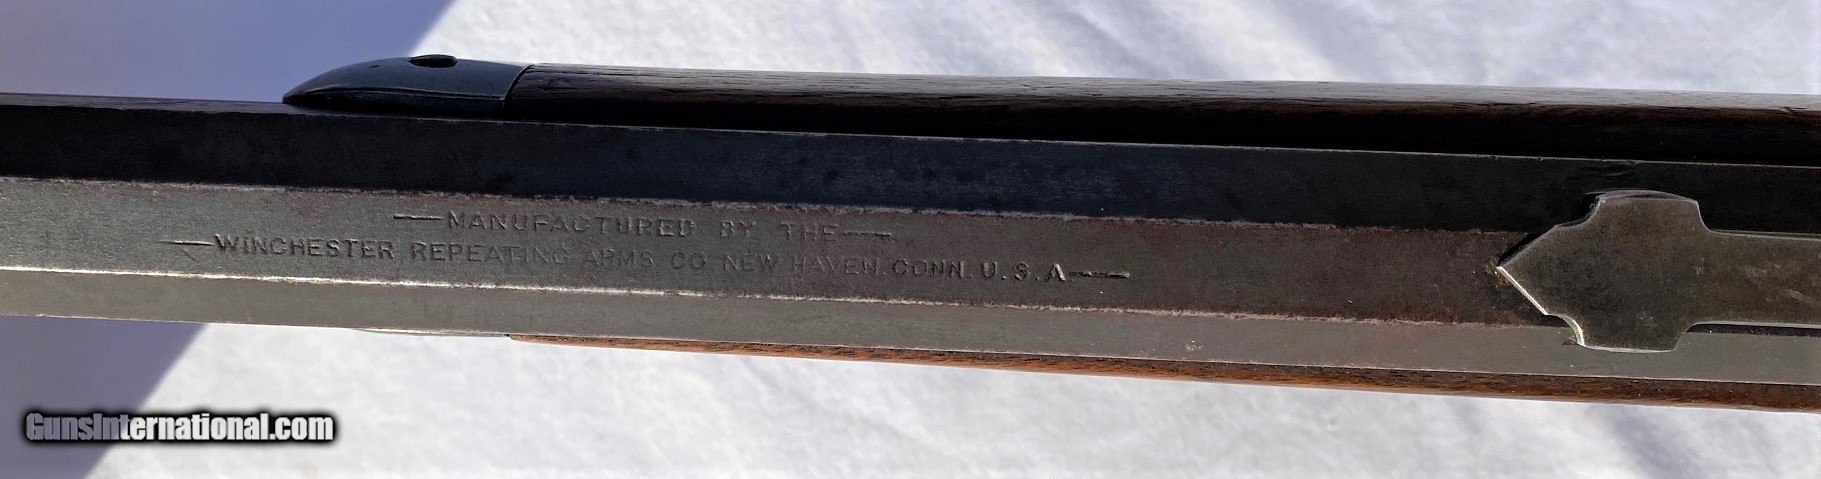 —MANUFACTURED BY THE—
—WINCHESTER REPEATING ARMS CO NEW HAVEN. CONN. U.S.A—
GunsInternational.com